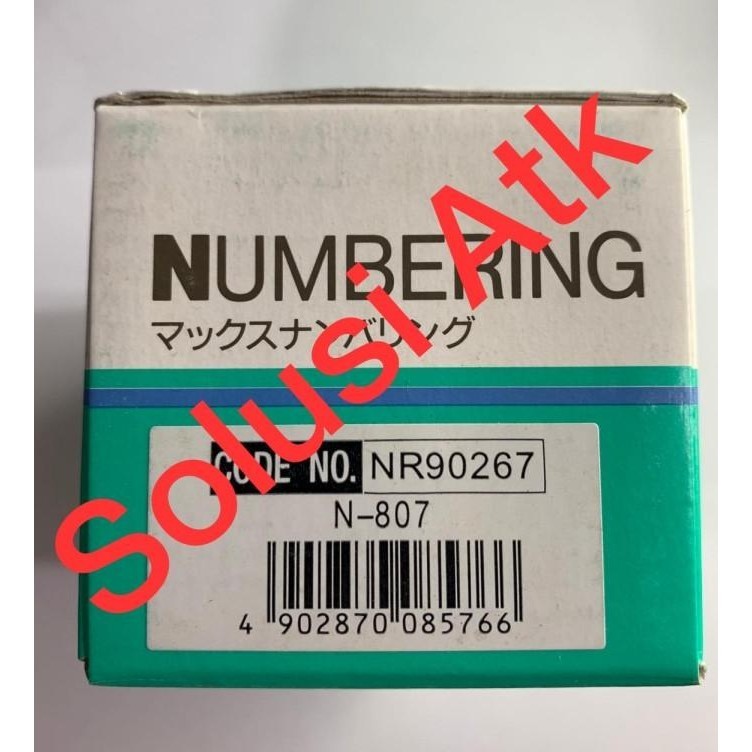 NUMBERING
マックスナンバリング
CODE NO. NR90267
N-807
4 902870 085766
Solusi Atk